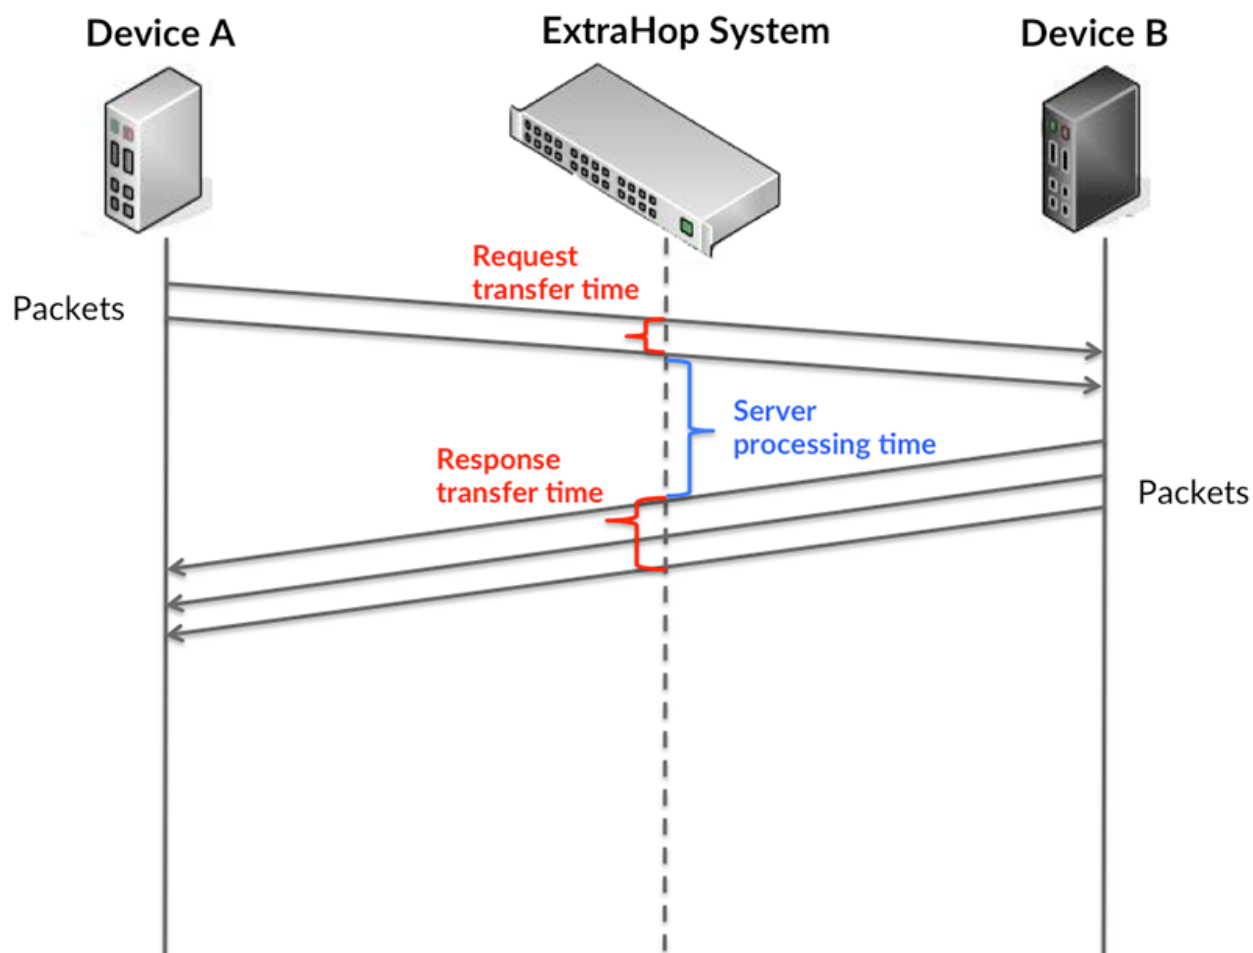 Device A
ExtraHop System
Device B
Request
transfer time
Packets
Server
processing time
Response
transfer time
Packets